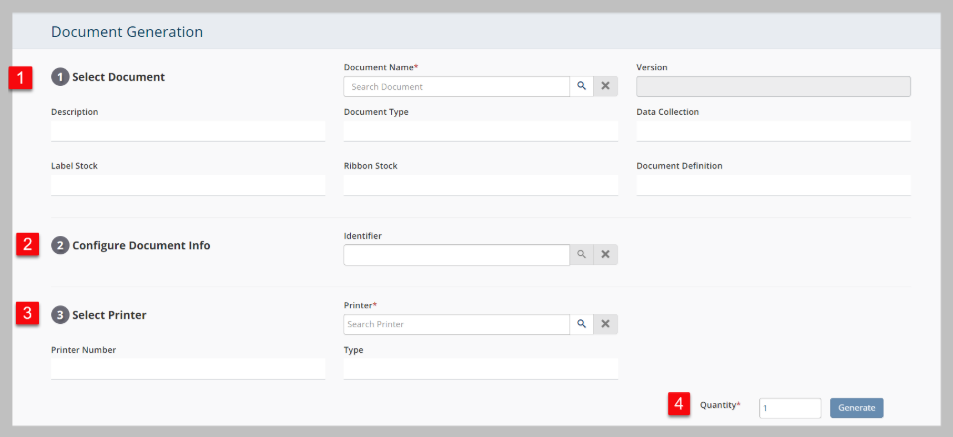 Document Generation
1 1 Select Document Document Name* Version
Search Document
Description Document Type Data Collection
Label Stock Ribbon Stock Document Definition
2 2 Configure Document Info Identifier
3 3 Select Printer Printer*
Search Printer
Printer Number Type
4 Quantity* 1 Generate